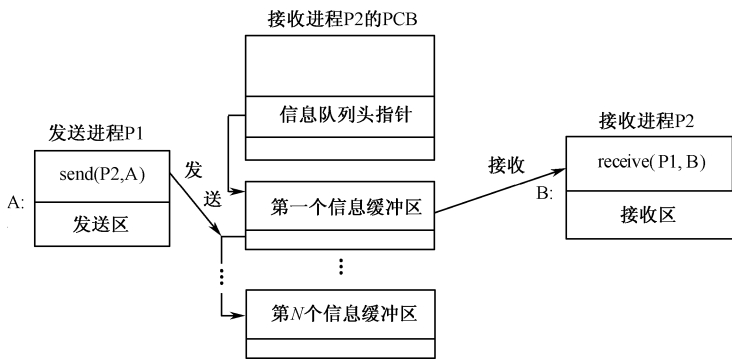 接收进程P2的PCB
信息队列头指针
发送进程P1
send(P2,A)
A:
发送区
发
送
第一个信息缓冲区
接收
接收进程P2
receive(P1,B)
B:
接收区
⋮
⋮
第N个信息缓冲区